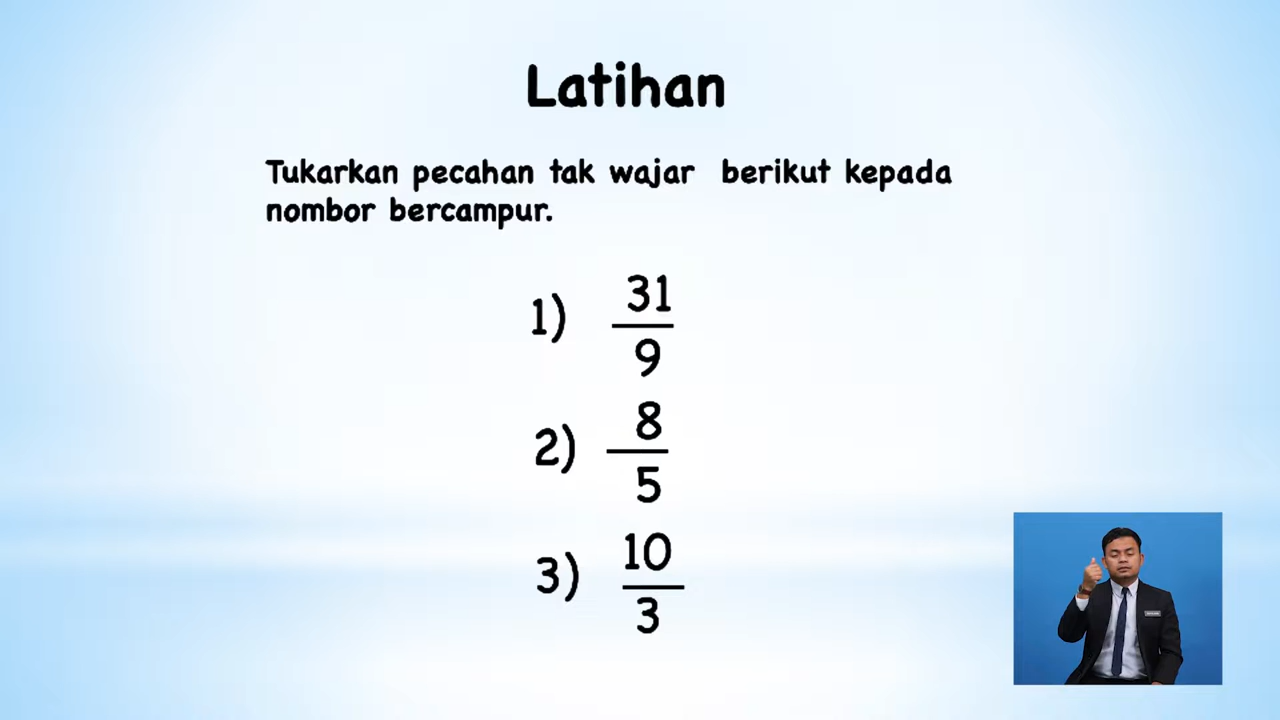 Latihan
Tukarkan pecahan tak wajar berikut kepada
nombor bercampur.
1) 31/9
2) 8/5
3) 10/3